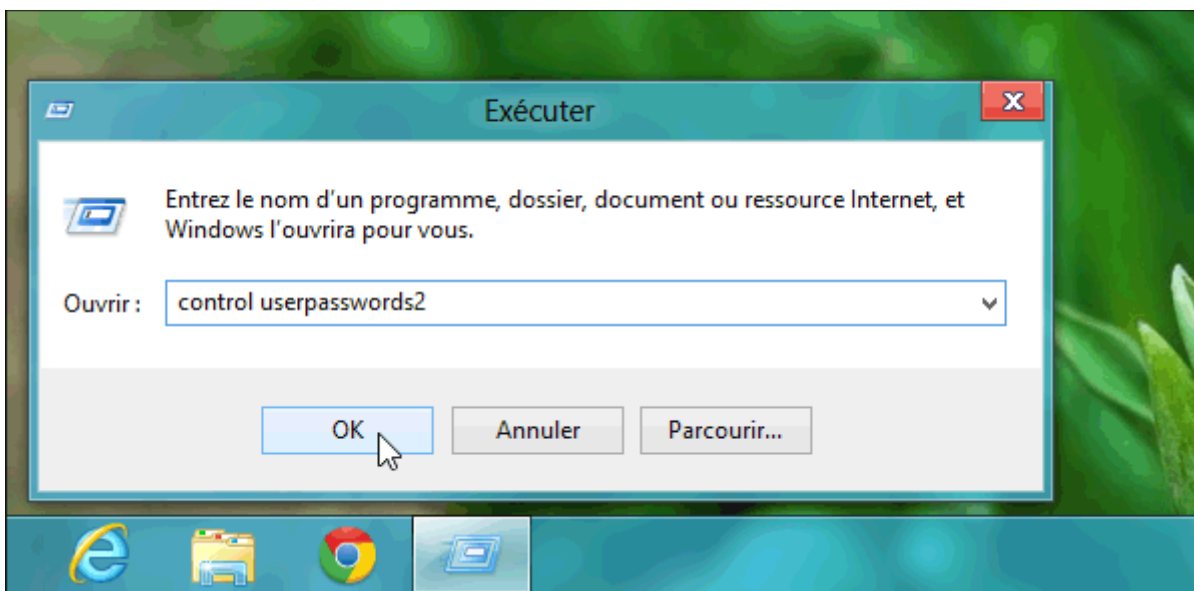 Exécuter
Entrez le nom d'un programme, dossier, document ou ressource Internet, et
Windows l'ouvrira pour vous.
Ouvrir : control userpasswords2
OK Annuler Parcourir...